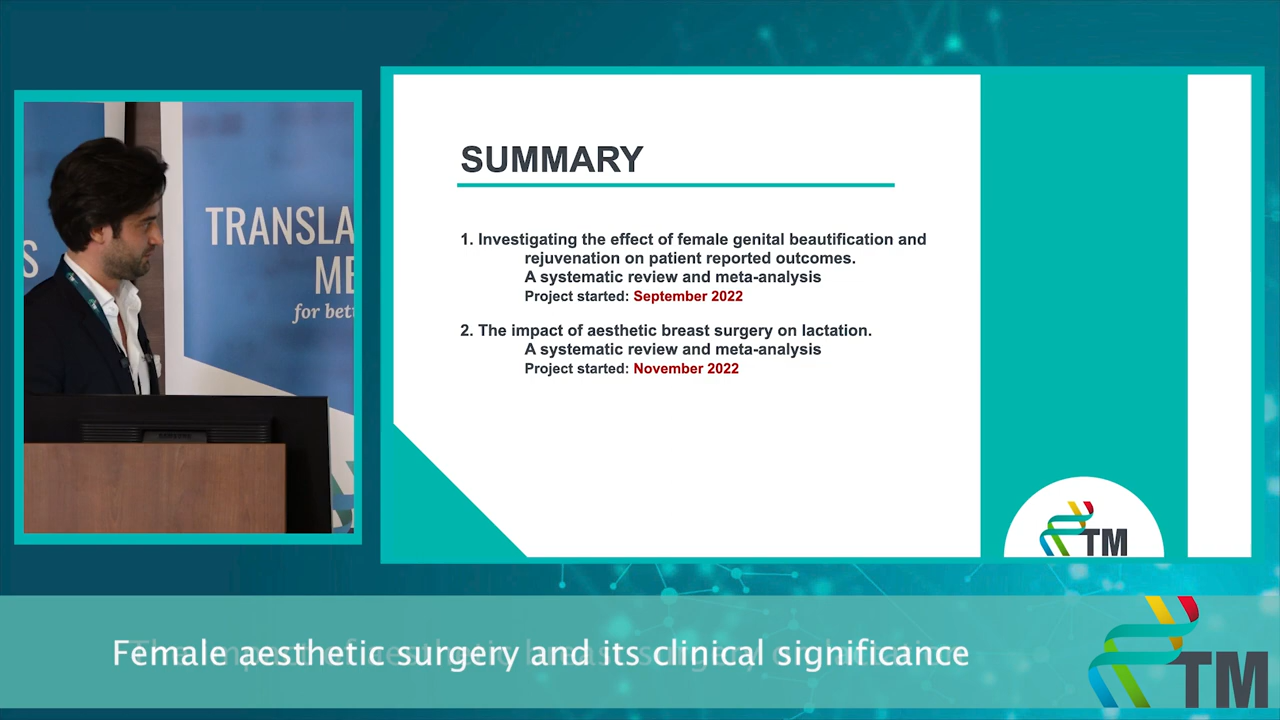 S
TRANSLA
ME
for bett
SAMSUNG
SUMMARY
1. Investigating the effect of female genital beautification and
rejuvenation on patient reported outcomes.
A systematic review and meta-analysis
Project started: September 2022
2. The impact of aesthetic breast surgery on lactation.
A systematic review and meta-analysis
Project started: November 2022
TM
Female aesthetic surgery and its clinical significance
TM